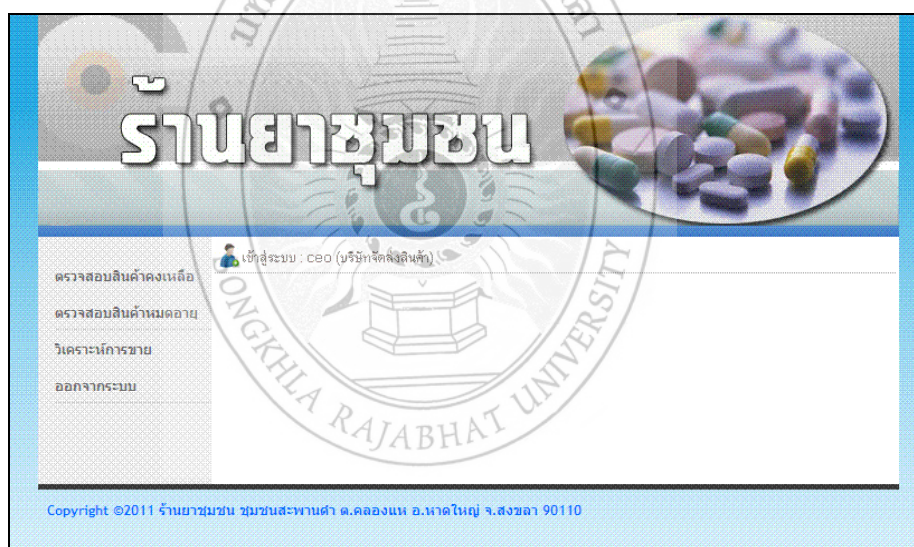 ร้านยาชุมชน
เข้าสู่ระบบ : ceo (บริษัทจัดส่งสินค้า)
ตรวจสอบสินค้าคงเหลือ
ตรวจสอบสินค้าหมดอายุ
วิเคราะห์การขาย
ออกจากระบบ
SONGKHLA RAJABHAT UNIVERSITY
Copyright ©2011 ร้านยาชุมชน ชุมชนสะพานดำ ต.คลองแห อ.หาดใหญ่ จ.สงขลา 90110